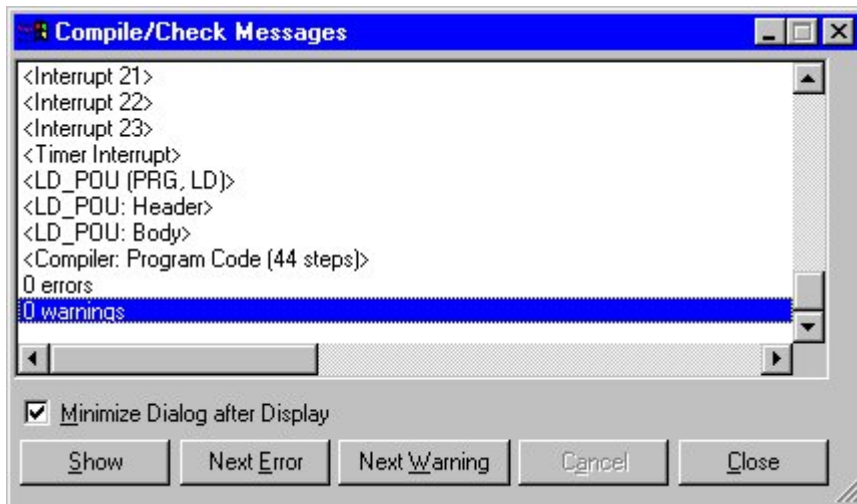 Compile/Check Messages
<Interrupt 21>
<Interrupt 22>
<Interrupt 23>
<Timer Interrupt>
<LD_POU (PRG, LD)>
<LD_POU: Header>
<LD_POU: Body>
<Compiler: Program Code (44 steps)>
0 errors
0 warnings
Minimize Dialog after Display
Show Next Error Next Warning Cancel Close